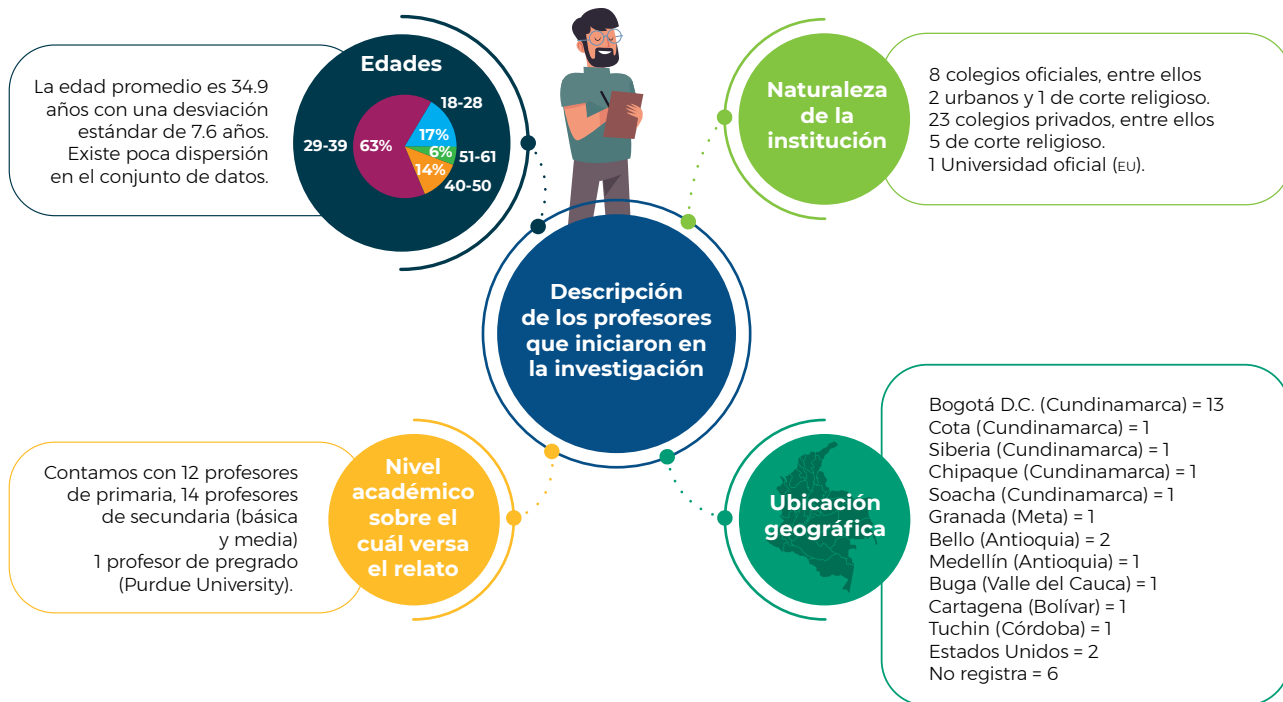 Edades
18-28
17%
29-39
63%
6%
51-61
14%
40-50
La edad promedio es 34.9
años con una desviación
estándar de 7.6 años.
Existe poca dispersión
en el conjunto de datos.
Naturaleza
de la
institución
8 colegios oficiales, entre ellos
2 urbanos y 1 de corte religioso.
23 colegios privados, entre ellos
5 de corte religioso.
1 Universidad oficial (EU).
Descripción
de los profesores
que iniciaron en
la investigación
Nivel
académico
sobre el
cuál versa
el relato
Contamos con 12 profesores
de primaria, 14 profesores
de secundaria (básica
y media)
1 profesor de pregrado
(Purdue University).
Ubicación
geográfica
Bogotá D.C. (Cundinamarca) = 13
Cota (Cundinamarca) = 1
Siberia (Cundinamarca) = 1
Chipaque (Cundinamarca) = 1
Soacha (Cundinamarca) = 1
Granada (Meta) = 1
Bello (Antioquia) = 2
Medellín (Antioquia) = 1
Buga (Valle del Cauca) = 1
Cartagena (Bolívar) = 1
Tuchin (Córdoba) = 1
Estados Unidos = 2
No registra = 6